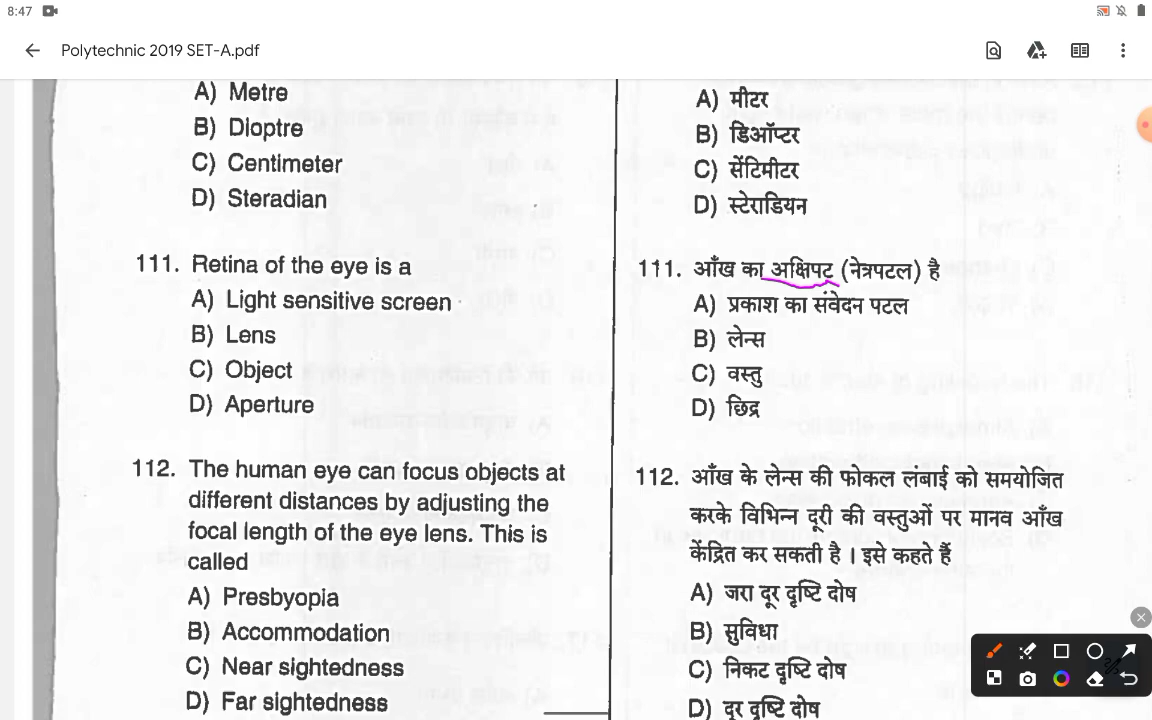 8:47
Polytechnic 2019 SET-A.pdf
A) Metre
B) Dioptre
C) Centimeter
D) Steradian
111. Retina of the eye is a
A) Light sensitive screen
B) Lens
C) Object
D) Aperture
112. The human eye can focus objects at
different distances by adjusting the
focal length of the eye lens. This is
called
A) Presbyopia
B) Accommodation
C) Near sightedness
D) Far sightedness
A) मीटर
B) डिऑप्टर
C) सेंटिमीटर
D) स्टेराडियन
111. आँख का अक्षिपट (नेत्रपटल) है
A) प्रकाश का संवेदन पटल
B) लेन्स
C) वस्तु
D) छिद्र
112. आँख के लेन्स की फोकल लंबाई को समयोजित
करके विभिन्न दूरी की वस्तुओं पर मानव आँख
केंद्रित कर सकती है । इसे कहते हैं
A) जरा दूर दृष्टि दोष
B) सुविधा
C) निकट दृष्टि दोष
D) दूर दृष्टि दोष